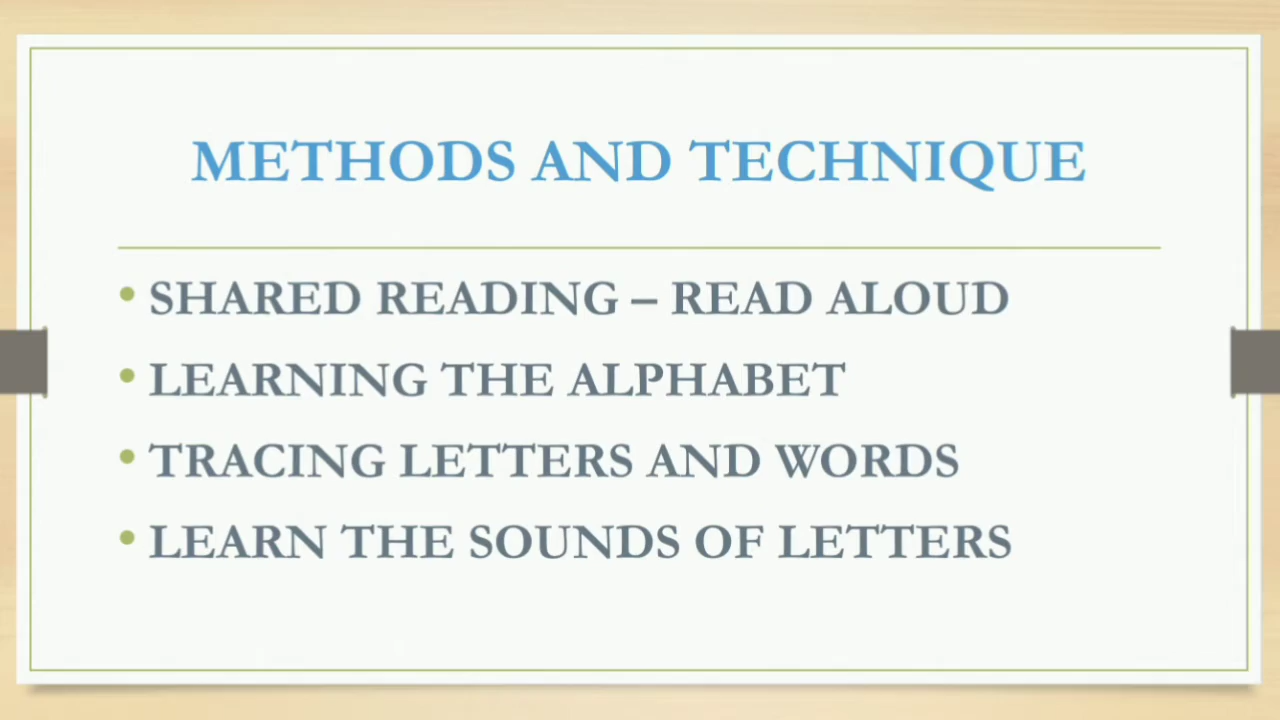 METHODS AND TECHNIQUE
• SHARED READING – READ ALOUD
• LEARNING THE ALPHABET
• TRACING LETTERS AND WORDS
• LEARN THE SOUNDS OF LETTERS